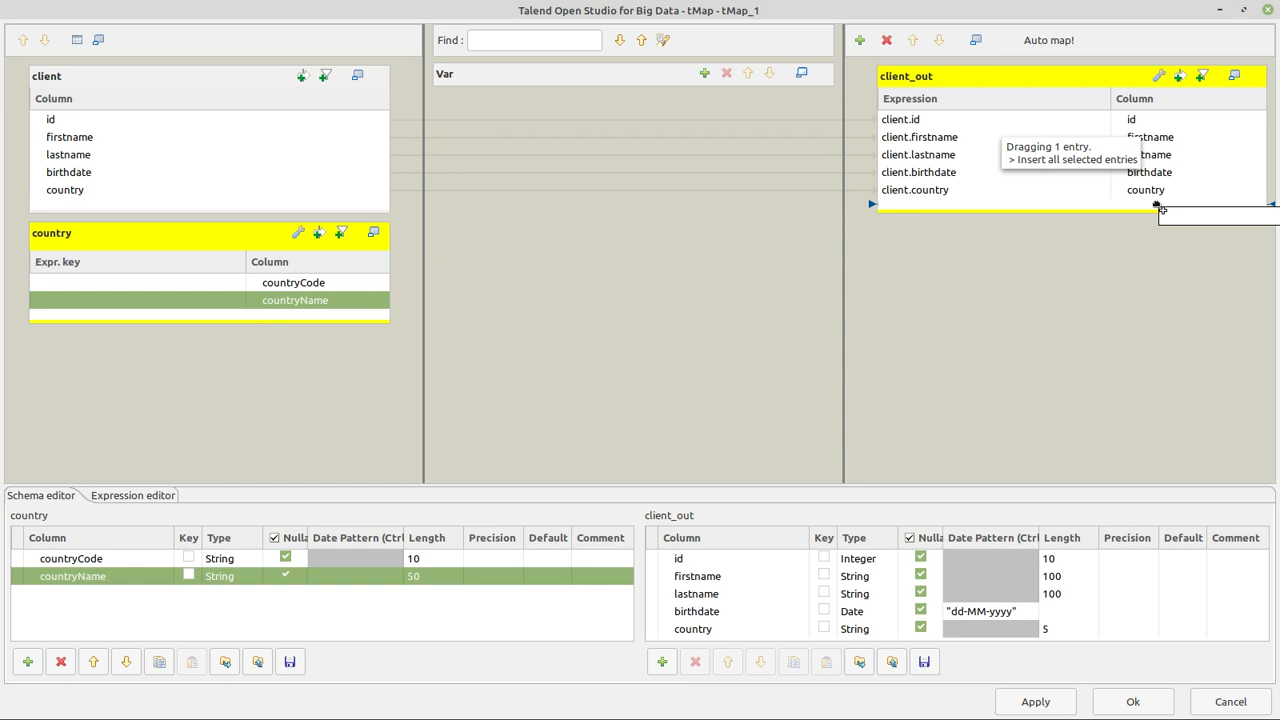 Talend Open Studio for Big Data - tMap - tMap_1
Find :
Auto map!
client
Column
id
firstname
lastname
birthdate
country
country
Expr. key Column
countryCode
countryName
Var
client_out
Expression Column
client.id id
client.firstname firstname
client.lastname tname
client.birthdate birthdate
client.country country
Dragging 1 entry.
> Insert all selected entries
Schema editor Expression editor
country
Column Key Type Nulla Date Pattern (Ctrl Length Precision Default Comment
countryCode String 10
countryName String 50
client_out
Column Key Type Nulla Date Pattern (Ctrl Length Precision Default Comment
id Integer 10
firstname String 100
lastname String 100
birthdate Date "dd-MM-yyyy"
country String 5
Apply Ok Cancel